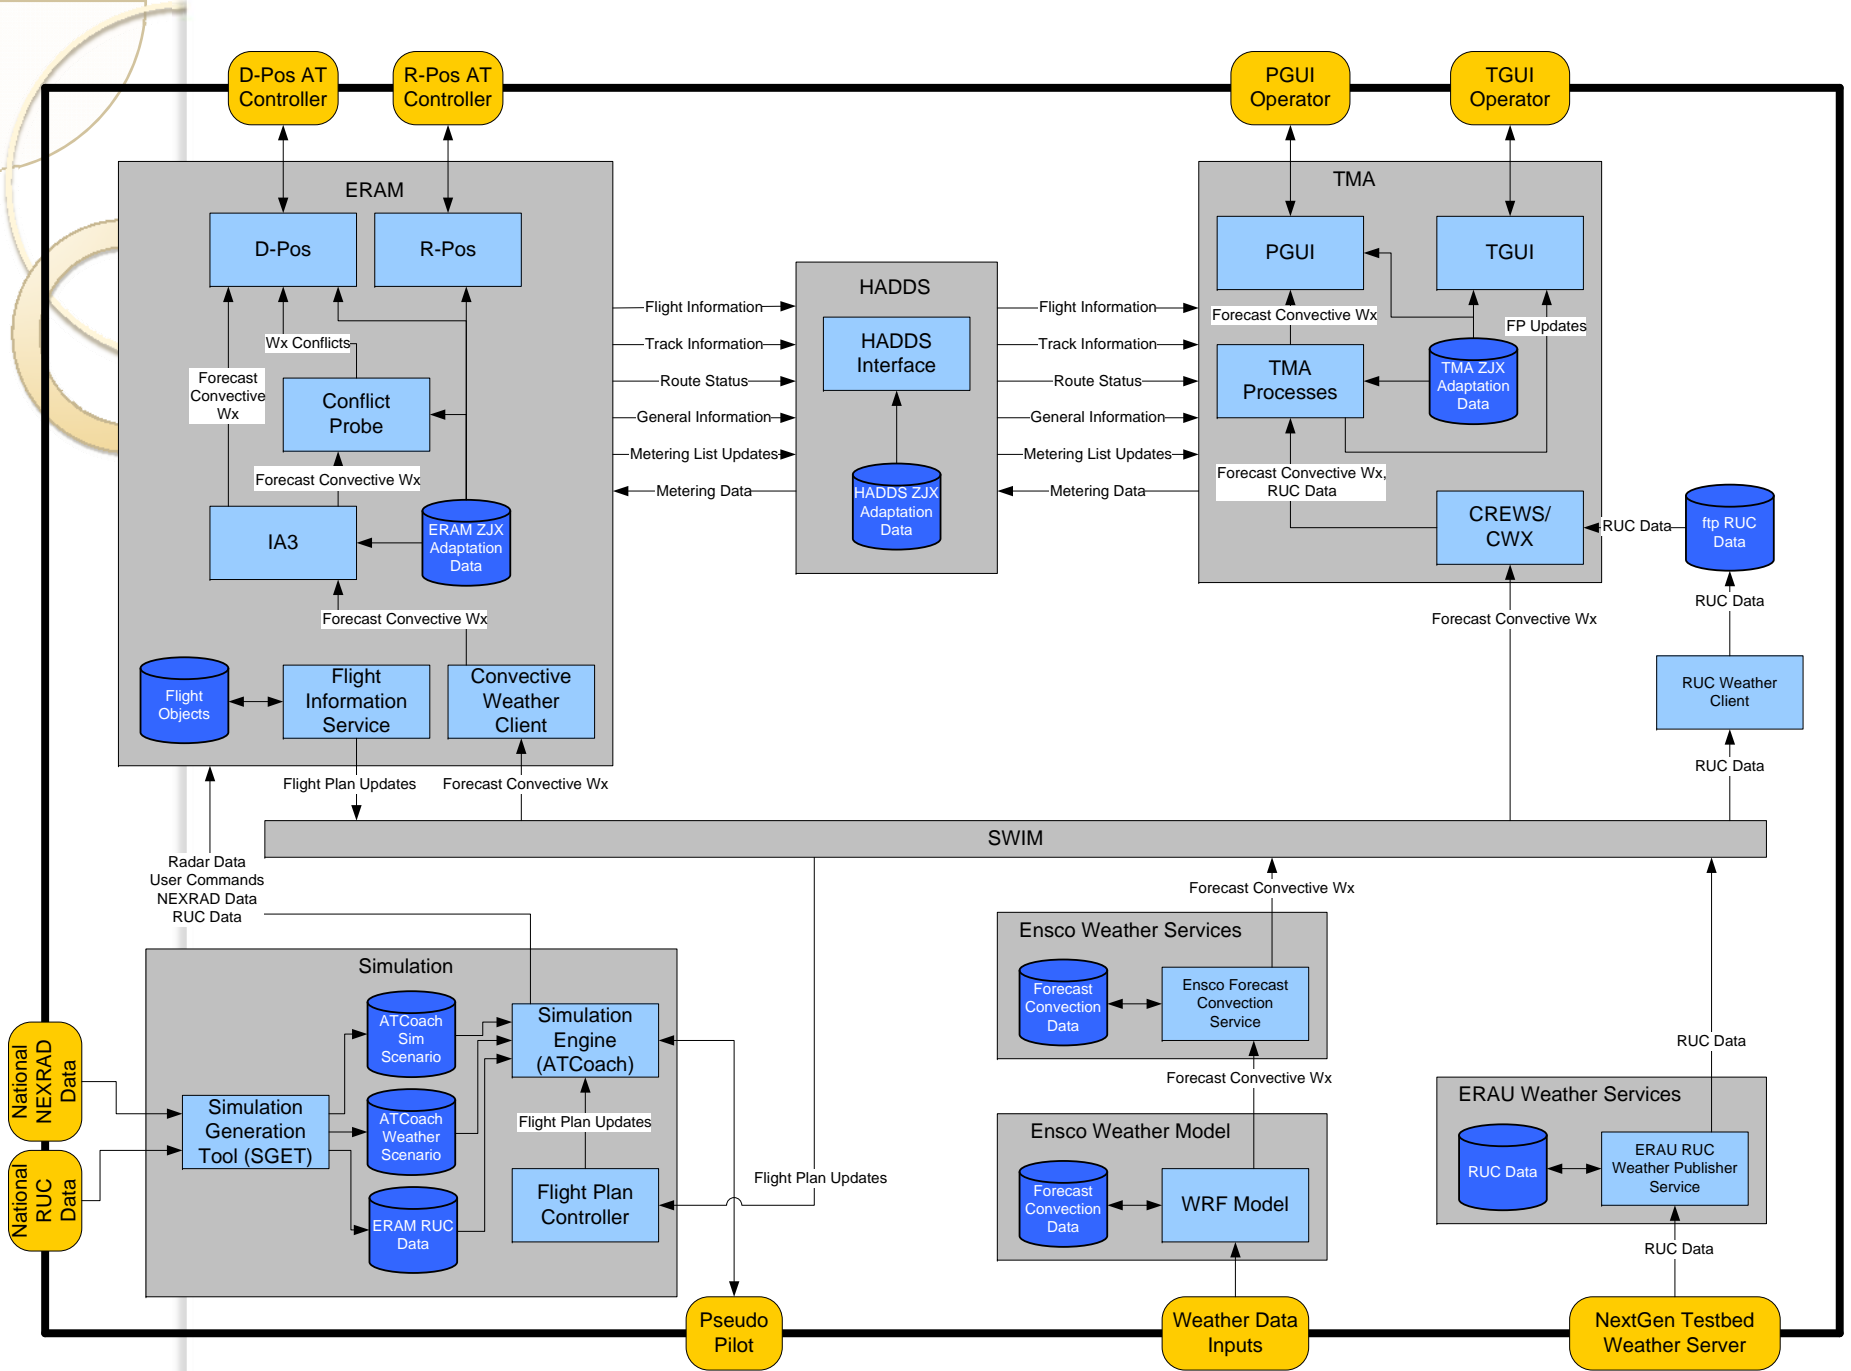 D-Pos AT
Controller
R-Pos AT
Controller
PGUI
Operator
TGUI
Operator
ERAM
D-Pos
R-Pos
Wx Conflicts
Forecast
Convective
Wx
Conflict
Probe
Forecast Convective Wx
IA3
ERAM ZJX
Adaptation
Data
Forecast Convective Wx
Flight
Objects
Flight
Information
Service
Convective
Weather
Client
Flight Information
Track Information
Route Status
General Information
Metering List Updates
Metering Data
HADDS
HADDS
Interface
HADDS ZJX
Adaptation
Data
Flight Information
Track Information
Route Status
General Information
Metering List Updates
Metering Data
TMA
PGUI
TGUI
Forecast Convective Wx
FP Updates
TMA
Processes
TMA ZJX
Adaptation
Data
Forecast Convective Wx,
RUC Data
CREWS/
CWX
RUC Data
ftp RUC
Data
RUC Data
Forecast Convective Wx
RUC Weather
Client
RUC Data
Flight Plan Updates
Forecast Convective Wx
SWIM
Radar Data
User Commands
NEXRAD Data
RUC Data
Simulation
ATCoach
Sim
Scenario
Simulation
Engine
(ATCoach)
National
NEXRAD
Data
Simulation
Generation
Tool (SGET)
ATCoach
Weather
Scenario
Flight Plan Updates
National
RUC
Data
ERAM RUC
Data
Flight Plan
Controller
Flight Plan Updates
Pseudo
Pilot
Forecast Convective Wx
Ensco Weather Services
Forecast
Convection
Data
Ensco Forecast
Convection
Service
Forecast Convective Wx
Ensco Weather Model
Forecast
Convection
Data
WRF Model
Weather Data
Inputs
RUC Data
ERAU Weather Services
RUC Data
ERAU RUC
Weather Publisher
Service
RUC Data
NextGen Testbed
Weather Server